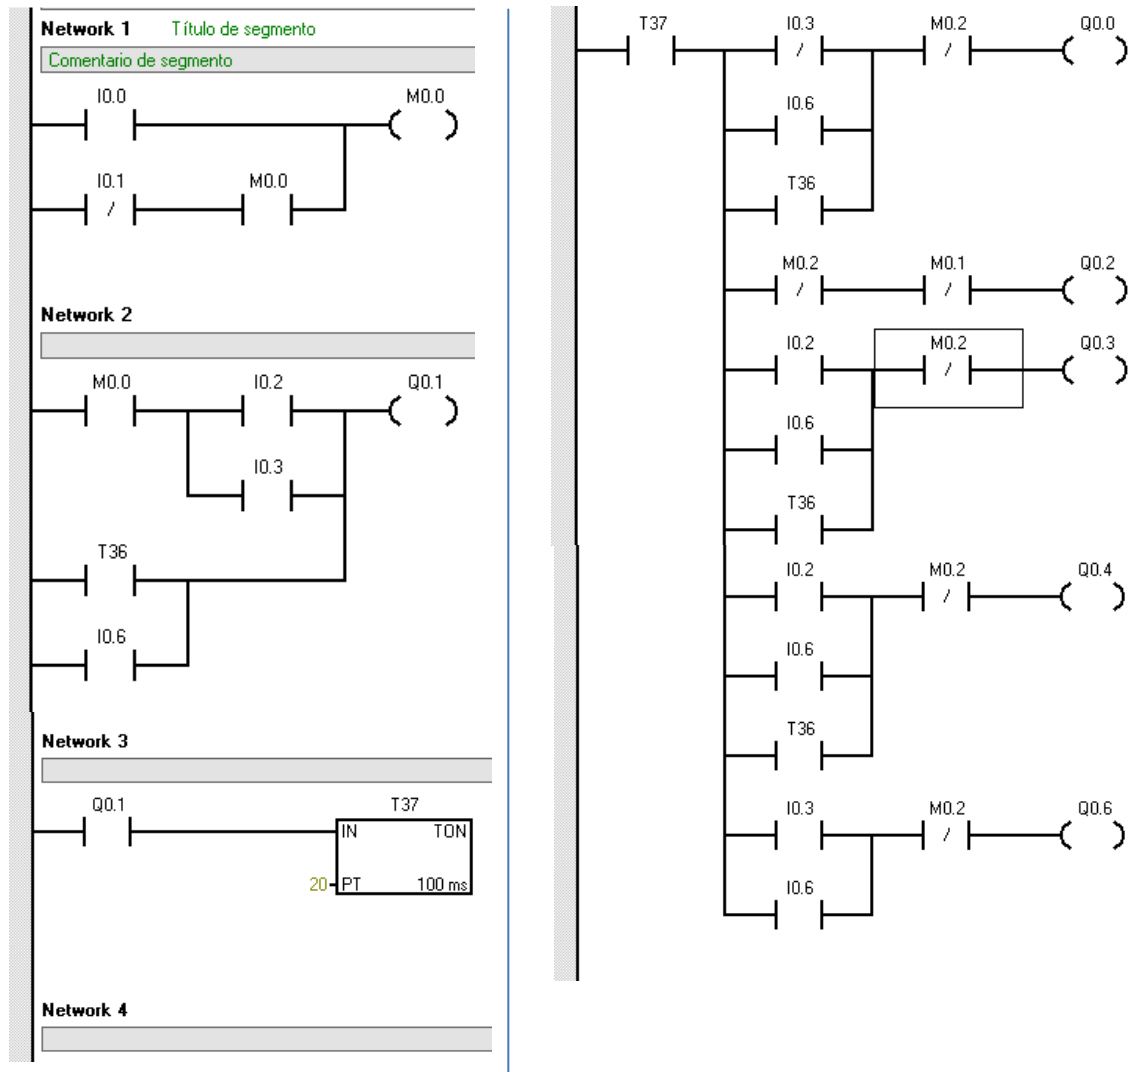 Network 1 Título de segmento
Comentario de segmento
I0.0 M0.0
I0.1 M0.0
/
Network 2
M0.0 I0.2 Q0.1
I0.3
T36
I0.6
Network 3
Q0.1 T37
IN TON
20 PT 100 ms
Network 4
T37 I0.3 M0.2 Q0.0
/ /
I0.6
T36
M0.2 M0.1 Q0.2
/ /
I0.2 M0.2 Q0.3
/
I0.6
T36
I0.2 M0.2 Q0.4
/
I0.6
T36
I0.3 M0.2 Q0.6
/
I0.6